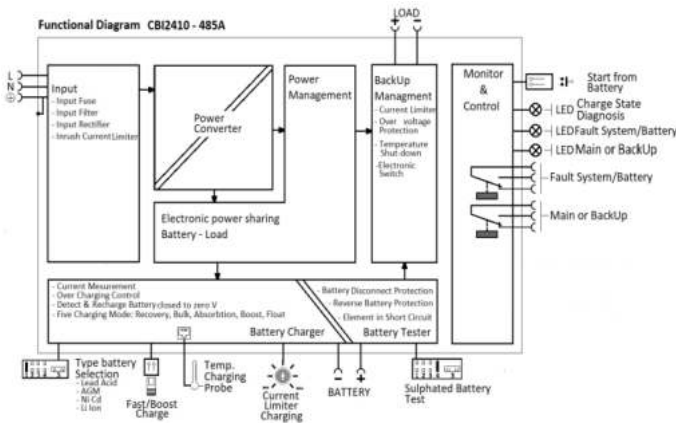 Functional Diagram CBI2410 - 485A
LOAD
+ -
L
N
Input
- Input Fuse
- Input Filter
- Input Rectifier
- Inrush Current Limiter
Power
Converter
Power
Management
BackUp
Managment
- Current Limiter
- Over voltage
Protection
- Temperature
Shut-down
-Electronic
Switch
Monitor
&
Control
Start from
Battery
LED Charge State
Diagnosis
LED Fault System/Battery
LED Main or BackUp
Fault System/Battery
Main or BackUp
Electronic power sharing
Battery - Load
- Current Mesurement
- Over Charging Control
- Detect & Recharge Battery closed to zero V
- Five Charging Mode: Recovery, Bulk, Absorbtion, Boost, Float
Battery Charger
- Battery Disconnect Protection
- Reverse Battery Protection
- Element in Short Circuit
Battery Tester
Type battery
Selection
- Lead Acid
- AGM
- Ni Cd
- Li Ion
Fast/Boost
Charge
Temp.
Charging
Probe
Current
Limiter
Charging
- +
BATTERY
Sulphated Battery
Test